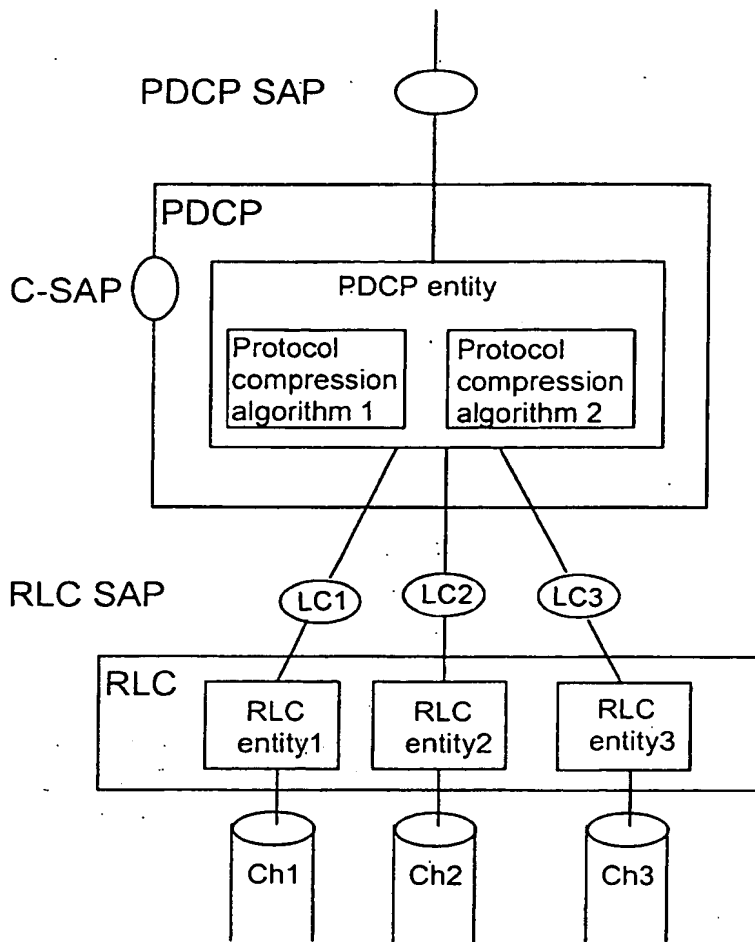 PDCP SAP
PDCP
C-SAP
PDCP entity
Protocol
compression
algorithm 1
Protocol
compression
algorithm 2
RLC SAP
LC1
LC2
LC3
RLC
RLC
entity1
RLC
entity2
RLC
entity3
Ch1
Ch2
Ch3